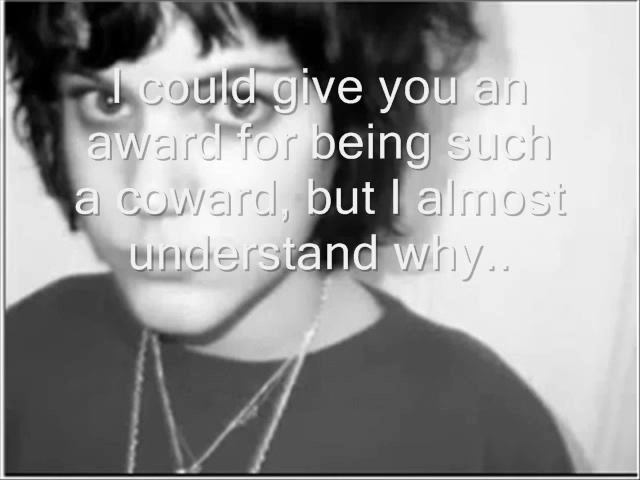 I could give you an
award for being such
a coward, but I almost
understand why..